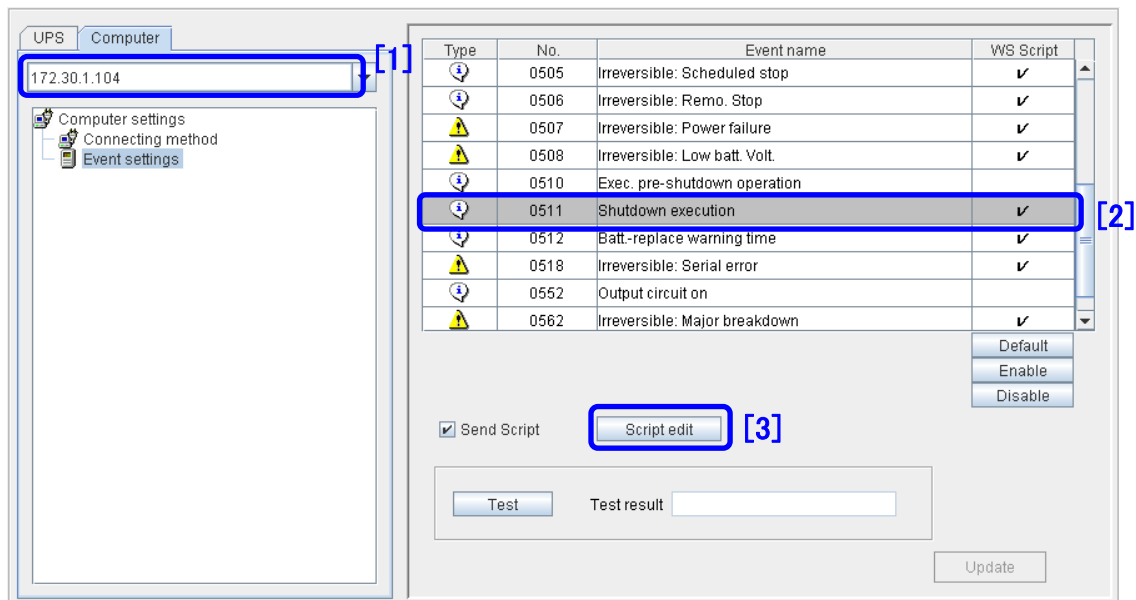 UPS Computer
[1]
172.30.1.104
Computer settings
Connecting method
Event settings
Type No. Event name WS Script
0505 Irreversible: Scheduled stop ✔
0506 Irreversible: Remo. Stop ✔
0507 Irreversible: Power failure ✔
0508 Irreversible: Low batt. Volt. ✔
0510 Exec. pre-shutdown operation
0511 Shutdown execution ✔ [2]
0512 Batt.-replace warning time ✔
0518 Irreversible: Serial error ✔
0552 Output circuit on
0562 Irreversible: Major breakdown ✔
Default
Enable
Disable
Send Script Script edit [3]
Test Test result
Update